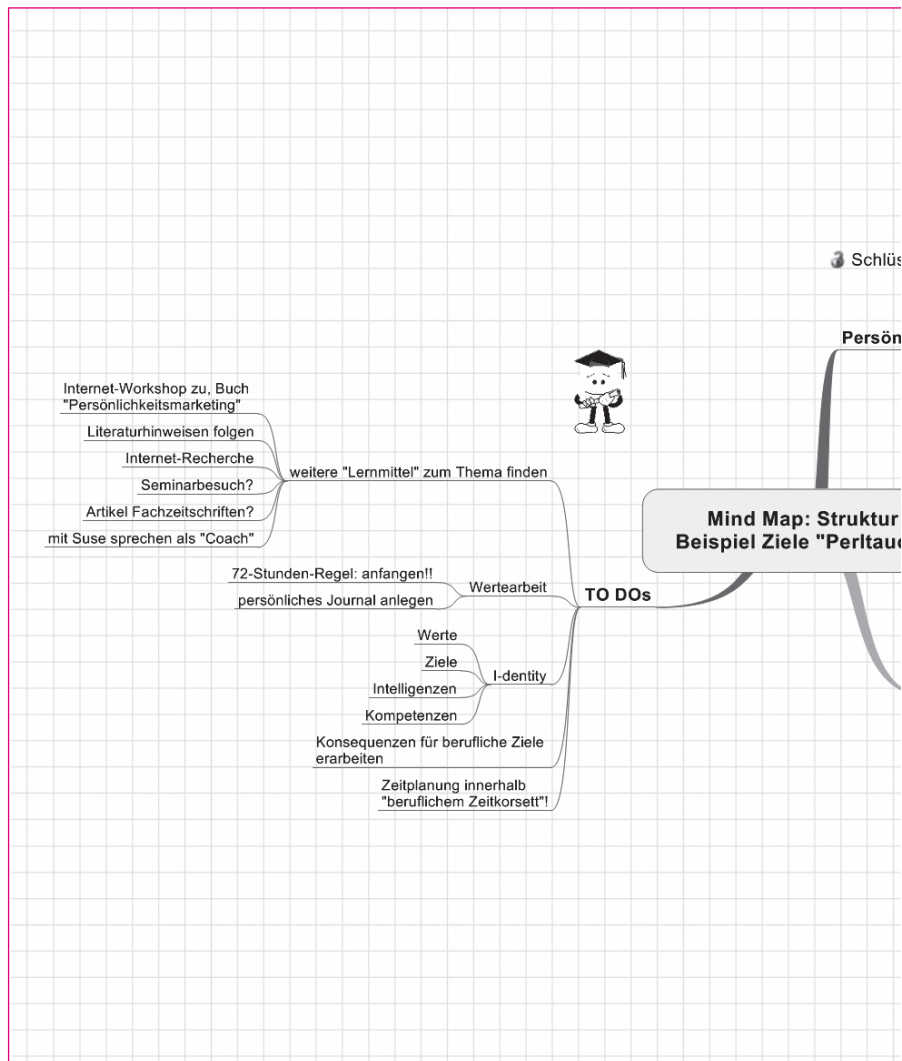 Schlüs
Persön
Mind Map: Struktur
Beispiel Ziele "Perltauc
TO DOs
weitere "Lernmittel" zum Thema finden
Internet-Workshop zu, Buch
"Persönlichkeitsmarketing"
Literaturhinweisen folgen
Internet-Recherche
Seminarbesuch?
Artikel Fachzeitschriften?
mit Suse sprechen als "Coach"
Wertearbeit
72-Stunden-Regel: anfangen!!
persönliches Journal anlegen
I-dentity
Werte
Ziele
Intelligenzen
Kompetenzen
Konsequenzen für berufliche Ziele
erarbeiten
Zeitplanung innerhalb
"beruflichem Zeitkorsett"!